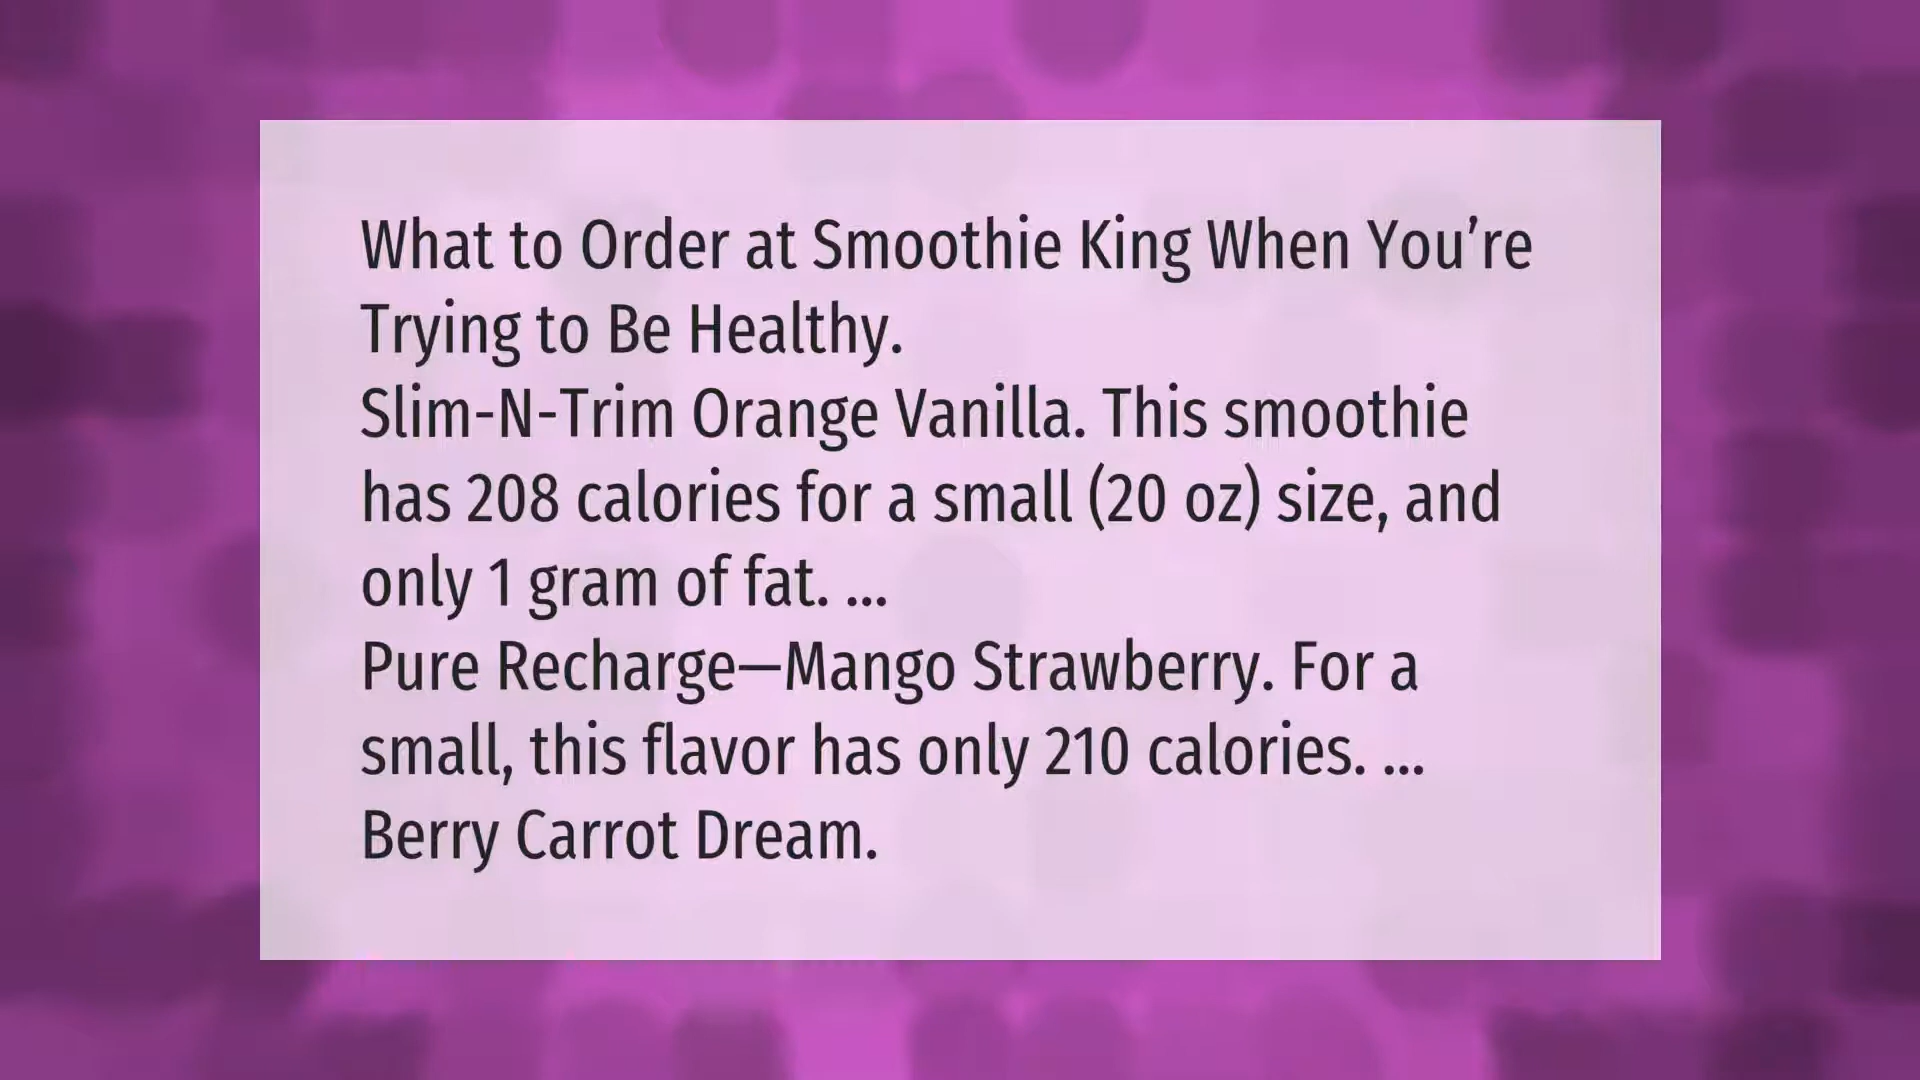 What to Order at Smoothie King When You’re
Trying to Be Healthy.
Slim-N-Trim Orange Vanilla. This smoothie
has 208 calories for a small (20 oz) size, and
only 1 gram of fat. ...
Pure Recharge—Mango Strawberry. For a
small, this flavor has only 210 calories. ...
Berry Carrot Dream.